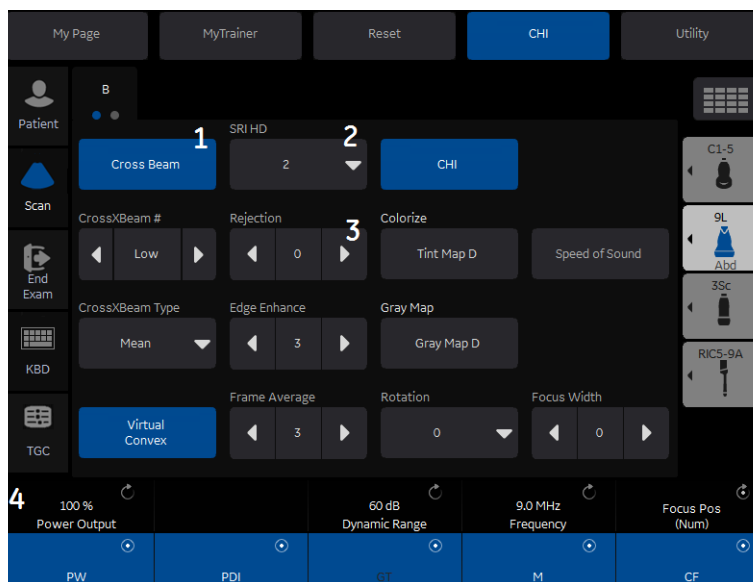 My Page MyTrainer Reset CHI Utility
Patient
Scan
End
Exam
KBD
TGC
B
1 SRI HD 2
Cross Beam 2 CHI
CrossXBeam # Rejection 3 Colorize
Low 0 Tint Map D Speed of Sound
CrossXBeam Type Edge Enhance Gray Map
Mean 3 Gray Map D
Frame Average Rotation Focus Width
Virtual
Convex
3 0 0
C1-5
9L
Abd
3Sc
RIC5-9A
4
100 % 60 dB 9.0 MHz Focus Pos
Power Output Dynamic Range Frequency (Num)
PW PDI GT M CF